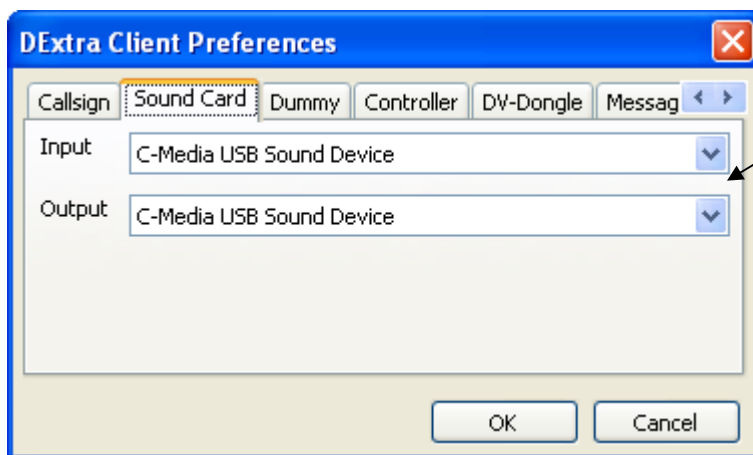 DExtra Client Preferences
Callsign Sound Card Dummy Controller DV-Dongle Messag
Input C-Media USB Sound Device
Output C-Media USB Sound Device
OK Cancel